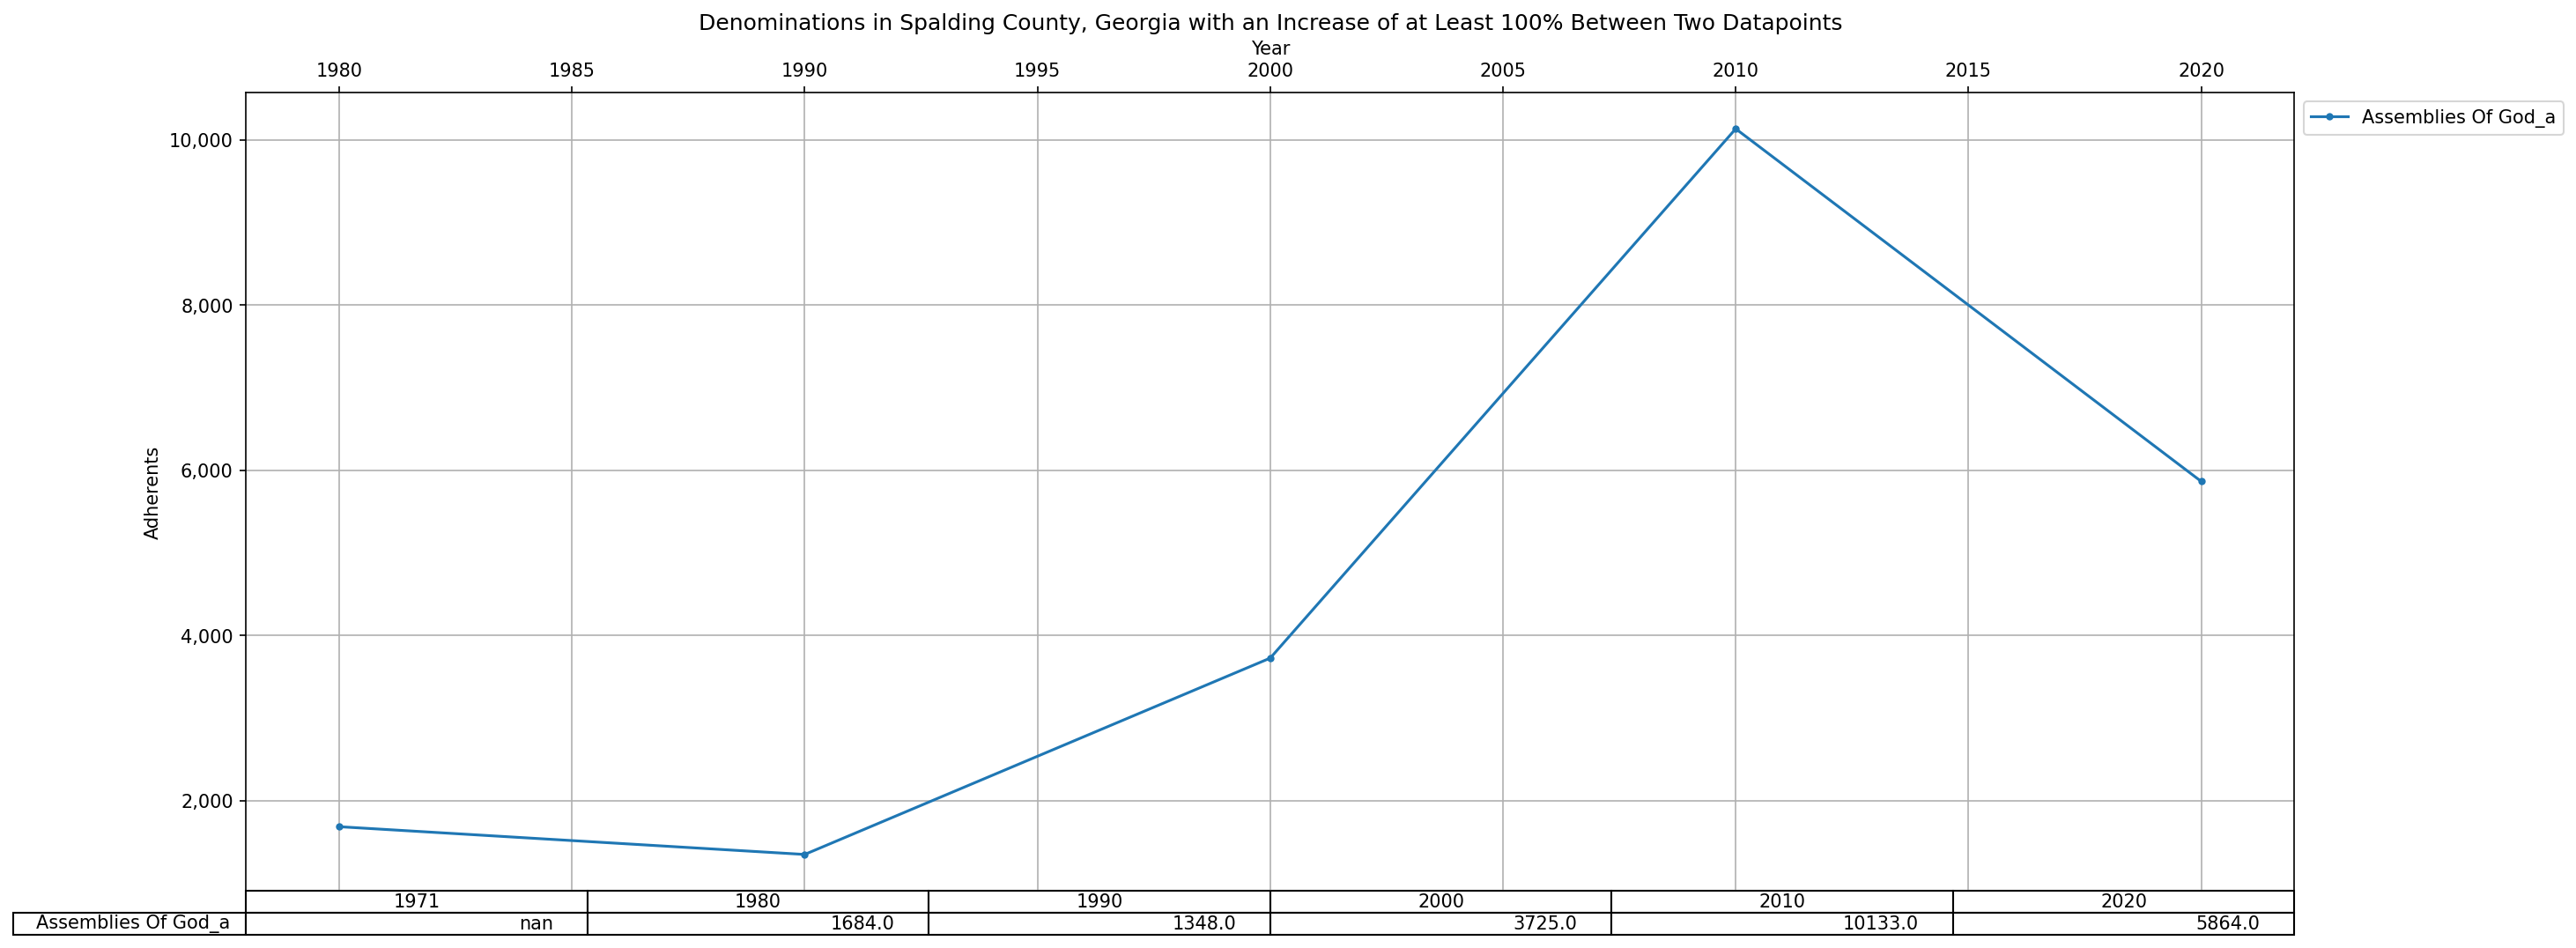 Denominations in Spalding County, Georgia with an Increase of at Least 100% Between Two Datapoints
Year
1980 1985 1990 1995 2000 2005 2010 2015 2020
Assemblies Of God_a
10,000
8,000
6,000
4,000
2,000
Adherents
1971 1980 1990 2000 2010 2020
Assemblies Of God_a nan 1684.0 1348.0 3725.0 10133.0 5864.0